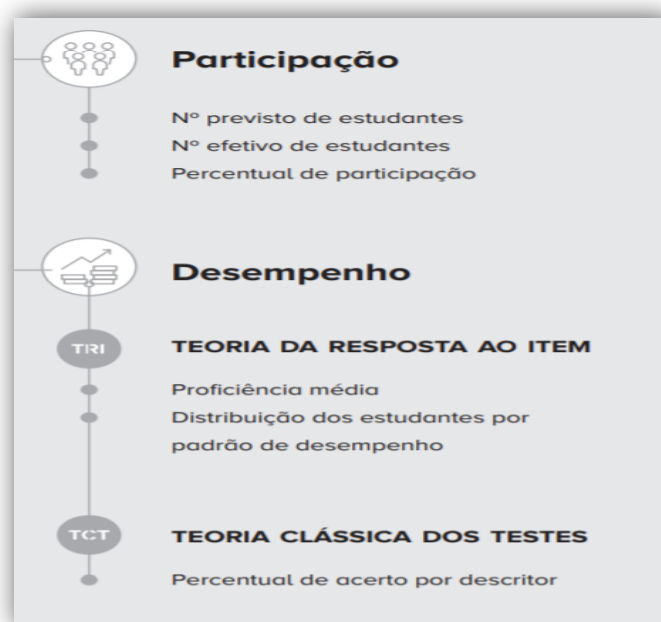 Participação
Nº previsto de estudantes
Nº efetivo de estudantes
Percentual de participação
Desempenho
TRI
TEORIA DA RESPOSTA AO ITEM
Proficiência média
Distribuição dos estudantes por
padrão de desempenho
TCT
TEORIA CLÁSSICA DOS TESTES
Percentual de acerto por descritor